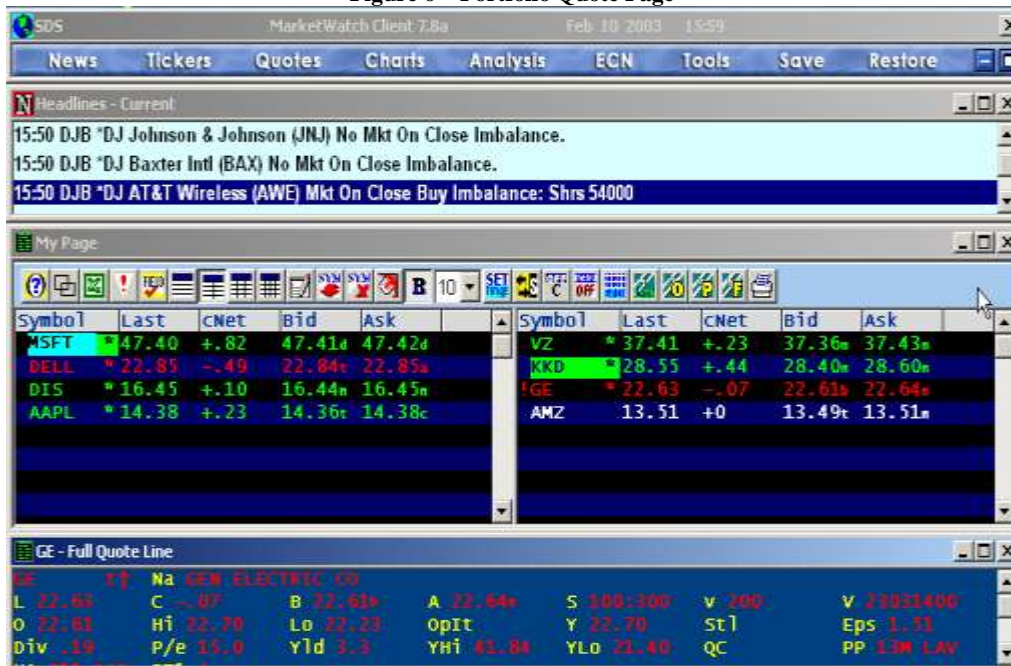 Figure 6 – Portfolio Quote Page
SDS MarketWatch Client 7.8a Feb 10 2003 15:59
News Tickers Quotes Charts Analysis ECN Tools Save Restore
Headlines - Current
15:50 DJB *DJ Johnson & Johnson (JNJ) No Mkt On Close Imbalance.
15:50 DJB *DJ Baxter Intl (BAX) No Mkt On Close Imbalance.
15:50 DJB *DJ AT&T Wireless (AWE) Mkt On Close Buy Imbalance: Shrs 54000
My Page
B 10
Symbol Last cNet Bid Ask Symbol Last cNet Bid Ask
MSFT * 47.40 +.82 47.41d 47.42d VZ * 37.41 +.23 37.36n 37.43n
DELL * 22.85 -.49 22.84t 22.85a KKD * 28.55 +.44 28.40n 28.60n
DIS * 16.45 +.10 16.44n 16.45n !GE * 22.63 -.07 22.61b 22.64n
AAPL * 14.38 +.23 14.36t 14.38c AMZ 13.51 +0 13.49t 13.51n
GE - Full Quote Line
GE Na GEN ELECTRIC CO
L 22.63 C -.07 B 22.61b A 22.64n S 100:300 v 200 V 23031400
O 22.61 Hi 22.70 Lo 22.23 OpIt Y 22.70 Stl Eps 1.51
Div .19 P/e 15.0 Yld 3.3 YHi 41.84 YLo 21.40 QC PP 13M LAV